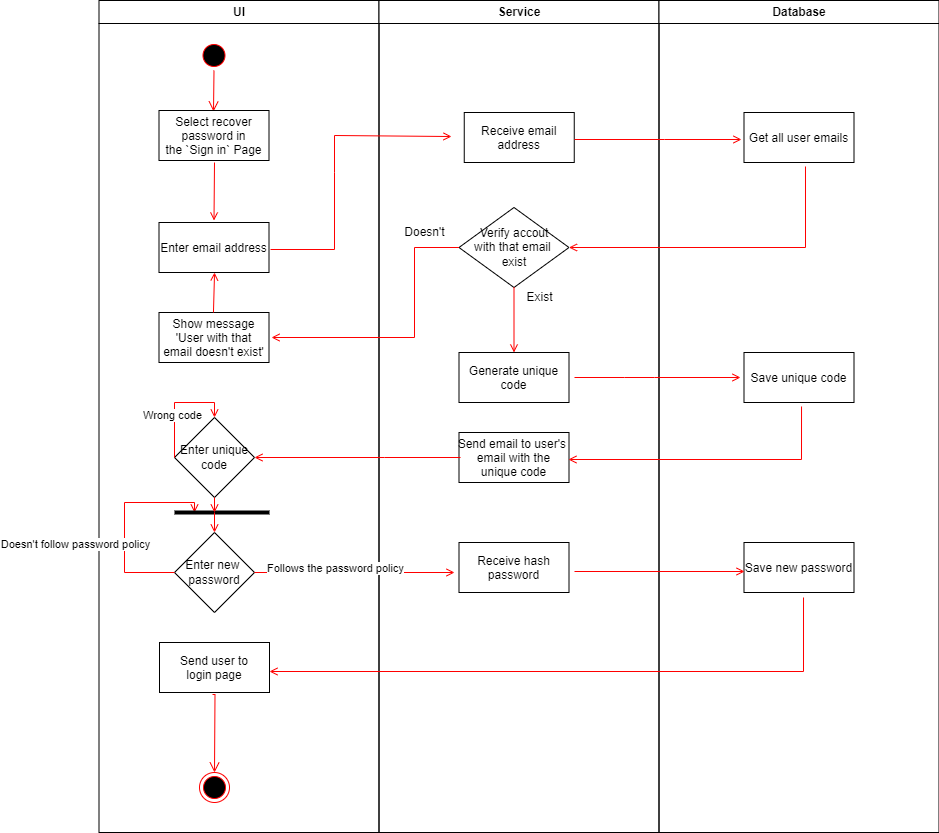 UI
Service
Database
Select recover
password in
the `Sign in` Page
Receive email
address
Get all user emails
Enter email address
Doesn't
Verify accout
with that email
exist
Exist
Show message
'User with that
email doesn't exist'
Generate unique
code
Save unique code
Wrong code
Enter unique
code
Send email to user's
email with the
unique code
Doesn't follow password policy
Enter new
password
Follows the password policy
Receive hash
password
Save new password
Send user to
login page